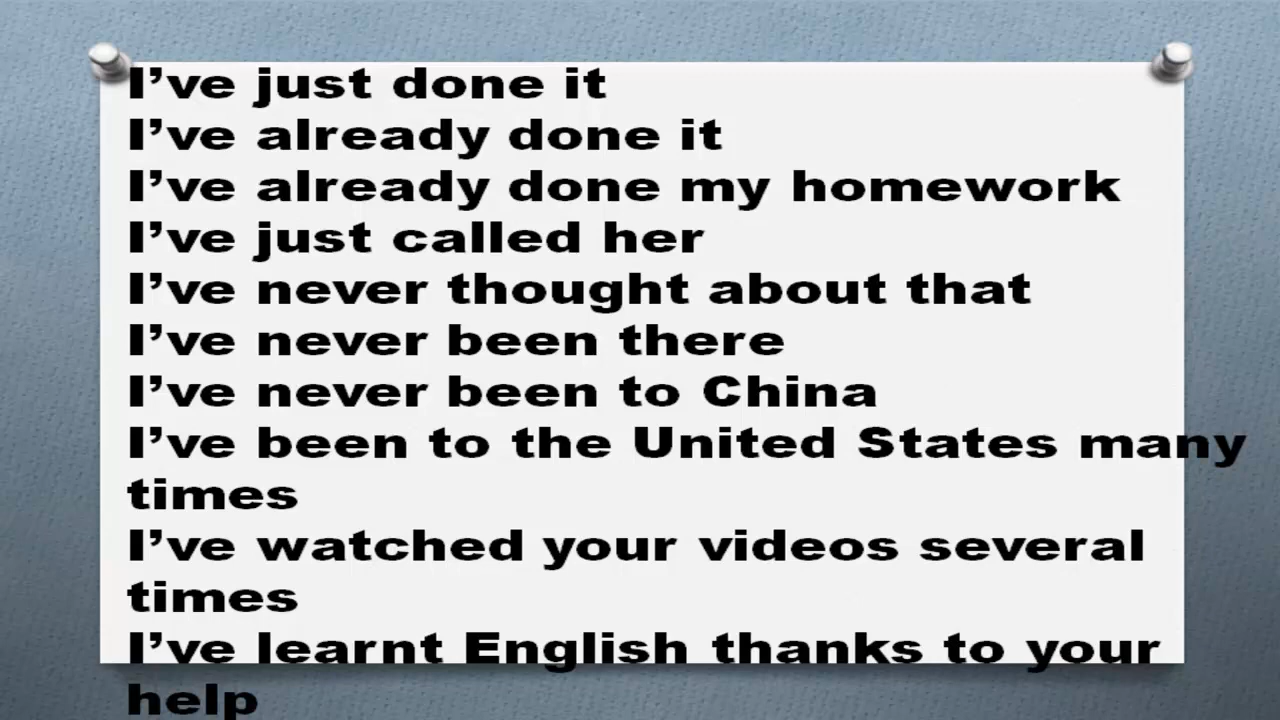 I’ve just done it
I’ve already done it
I’ve already done my homework
I’ve just called her
I’ve never thought about that
I’ve never been there
I’ve never been to China
I’ve been to the United States many
times
I’ve watched your videos several
times
I’ve learnt English thanks to your
help